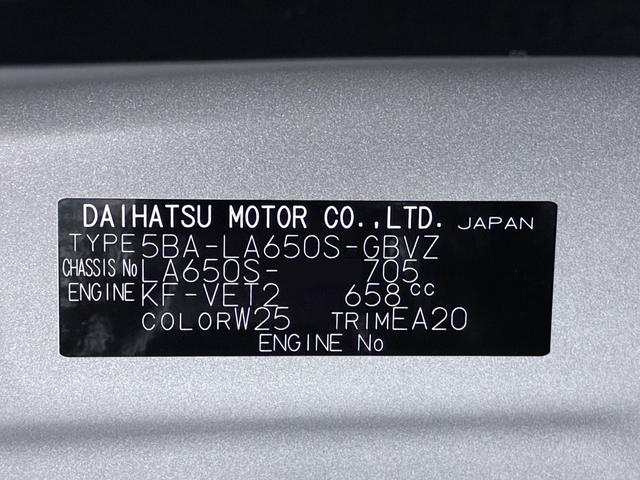 DAIHATSU MOTOR CO.,LTD. JAPAN
TYPE 5BA-LA650S-GBVZ
CHASSIS No LA650S- 705
ENGINE KF-VET2 658cc
COLOR W25 TRIM EA20
ENGINE No